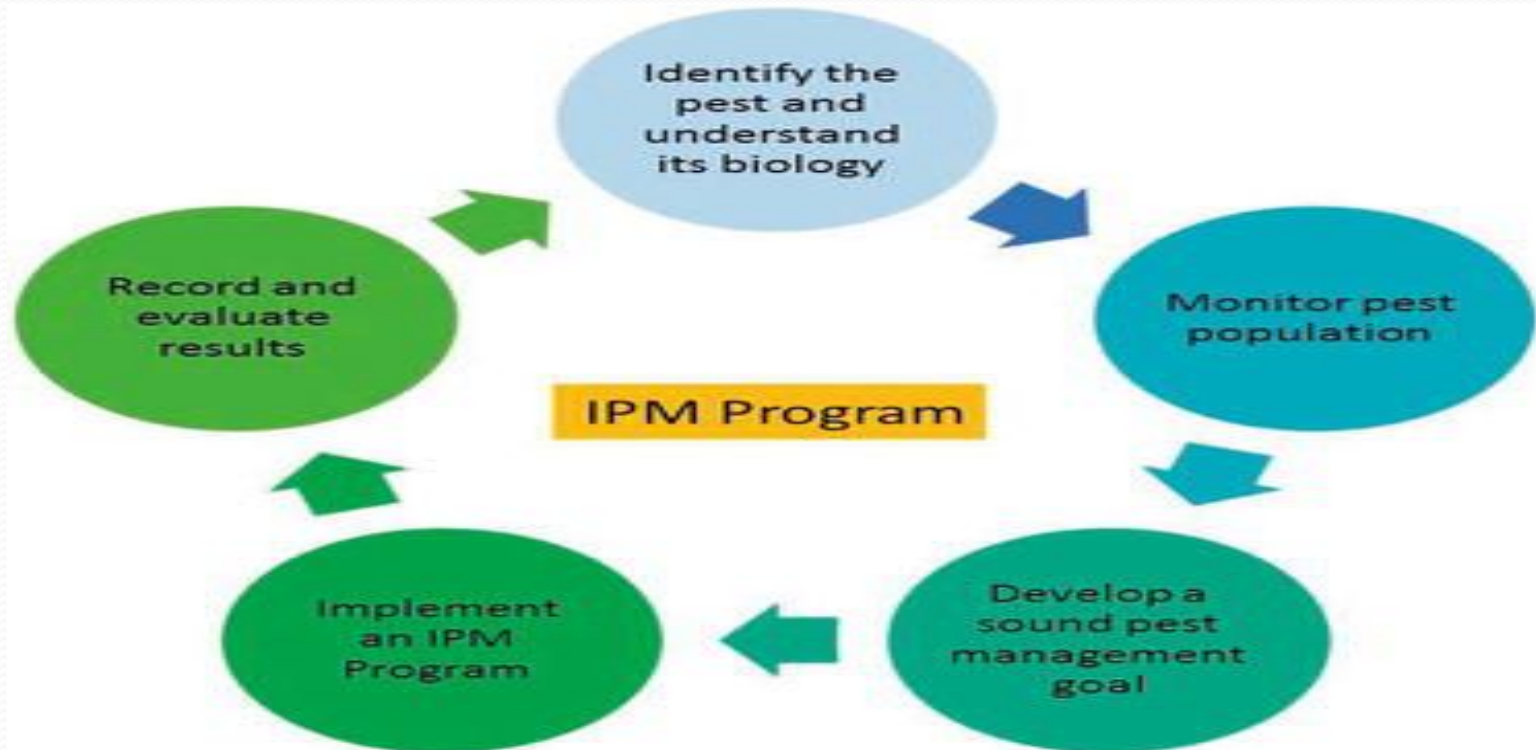 Identify the
pest and
understand
its biology
Monitor pest
population
Develop a
sound pest
management
goal
Implement
an IPM
Program
Record and
evaluate
results
IPM Program